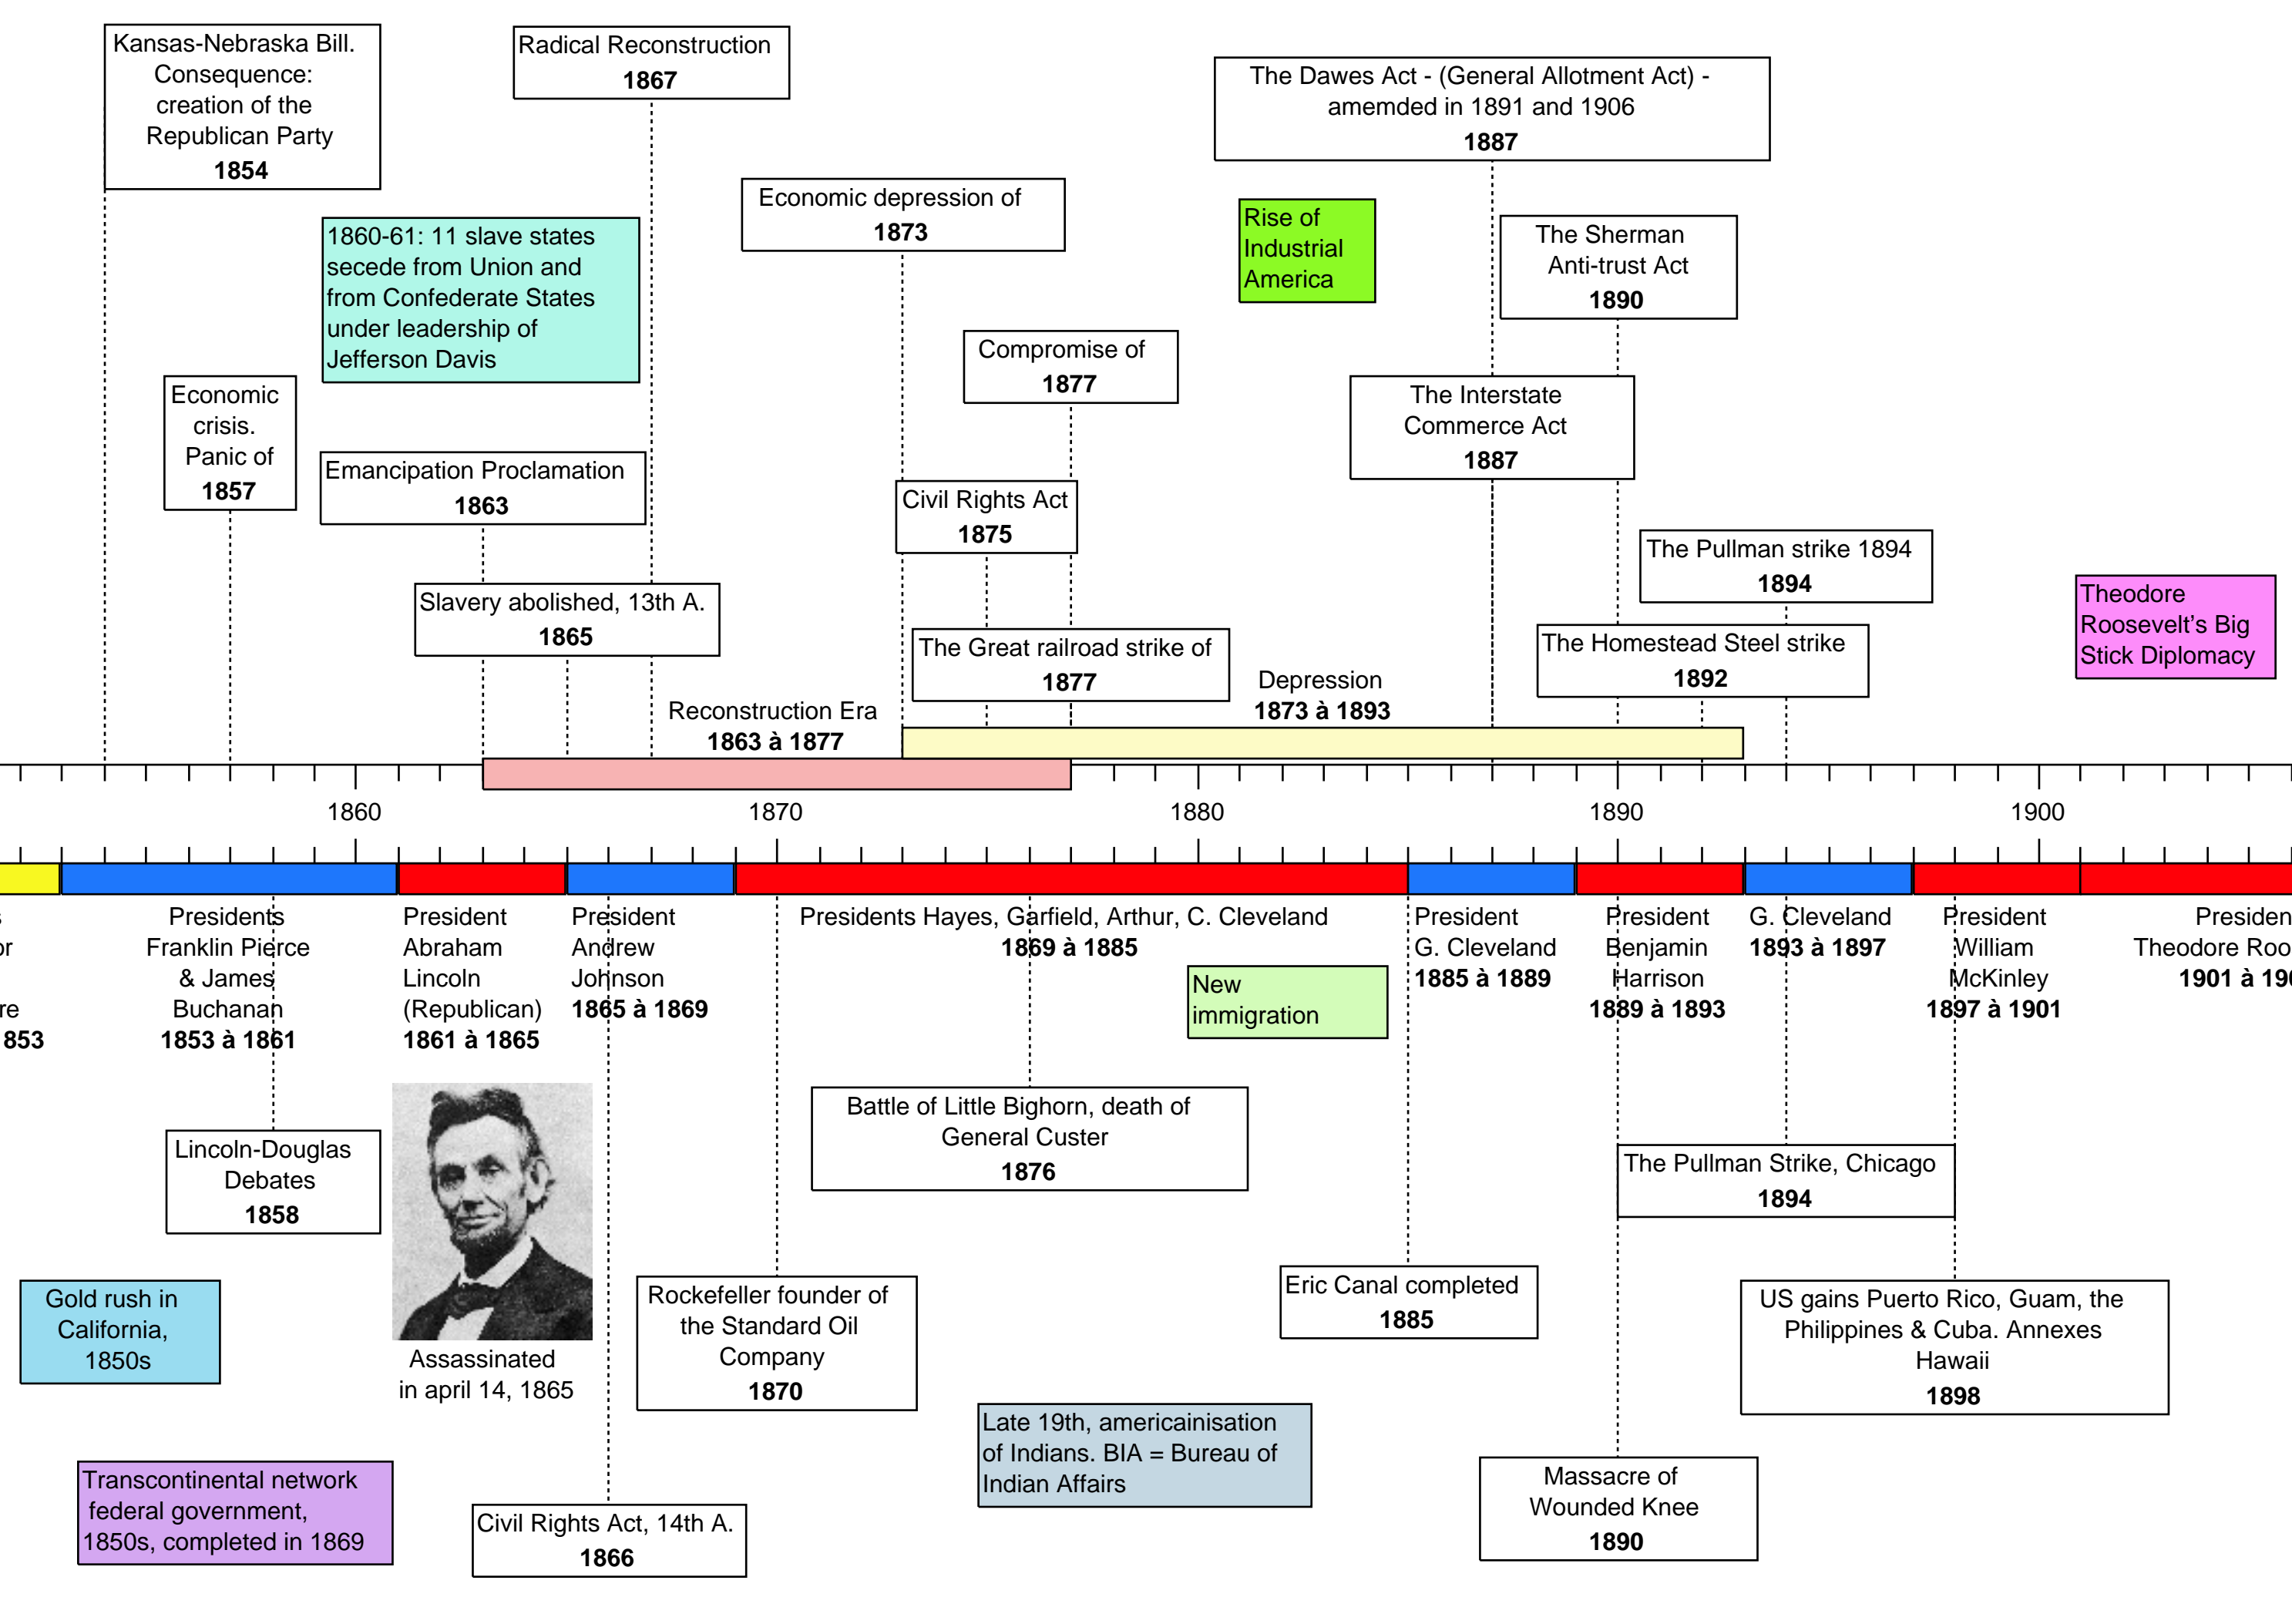 Kansas-Nebraska Bill.
Consequence:
creation of the
Republican Party
1854
Radical Reconstruction
1867
The Dawes Act - (General Allotment Act) -
amemded in 1891 and 1906
1887
Economic depression of
1873
1860-61: 11 slave states
secede from Union and
from Confederate States
under leadership of
Jefferson Davis
Rise of
Industrial
America
The Sherman
Anti-trust Act
1890
Compromise of
1877
Economic
crisis.
Panic of
1857
The Interstate
Commerce Act
1887
Emancipation Proclamation
1863
Civil Rights Act
1875
The Pullman strike 1894
1894
Slavery abolished, 13th A.
1865
Theodore
Roosevelt's Big
Stick Diplomacy
The Great railroad strike of
1877
The Homestead Steel strike
1892
Depression
1873 à 1893
Reconstruction Era
1863 à 1877
1860
1870
1880
1890
1900
Presidents
Franklin Pierce
& James
Buchanan
1853 à 1861
President
Abraham
Lincoln
(Republican)
1861 à 1865
President
Andrew
Johnson
1865 à 1869
Presidents Hayes, Garfield, Arthur, C. Cleveland
1869 à 1885
President
G. Cleveland
1885 à 1889
President
Benjamin
Harrison
1889 à 1893
G. Cleveland
1893 à 1897
President
William
McKinley
1897 à 1901
Presiden
Theodore Roo
1901 à 19
853
New
immigration
Battle of Little Bighorn, death of
General Custer
1876
Lincoln-Douglas
Debates
1858
The Pullman Strike, Chicago
1894
Gold rush in
California,
1850s
Assassinated
in april 14, 1865
Rockefeller founder of
the Standard Oil
Company
1870
Eric Canal completed
1885
US gains Puerto Rico, Guam, the
Philippines & Cuba. Annexes
Hawaii
1898
Late 19th, americainisation
of Indians. BIA = Bureau of
Indian Affairs
Transcontinental network
federal government,
1850s, completed in 1869
Civil Rights Act, 14th A.
1866
Massacre of
Wounded Knee
1890